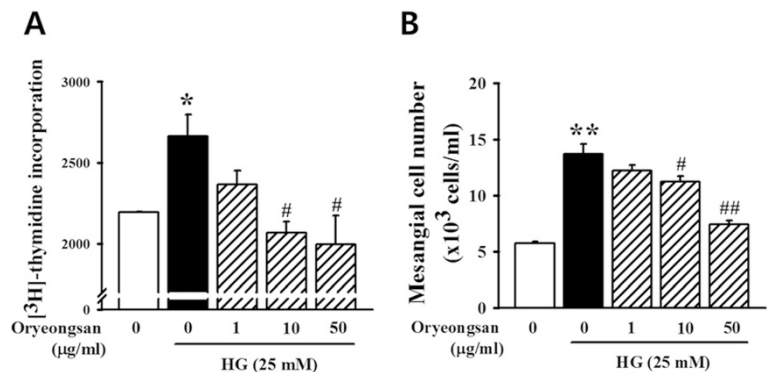 A
[³H]-thymidine incorporation
3000
2500
2000
0
*
#
#
Oryeongsan
(μg/ml)
0
0
1
10
50
HG (25 mM)
B
Mesangial cell number
(x10³ cells/ml)
20
15
10
5
0
**
#
##
Oryeongsan
(μg/ml)
0
0
1
10
50
HG (25 mM)